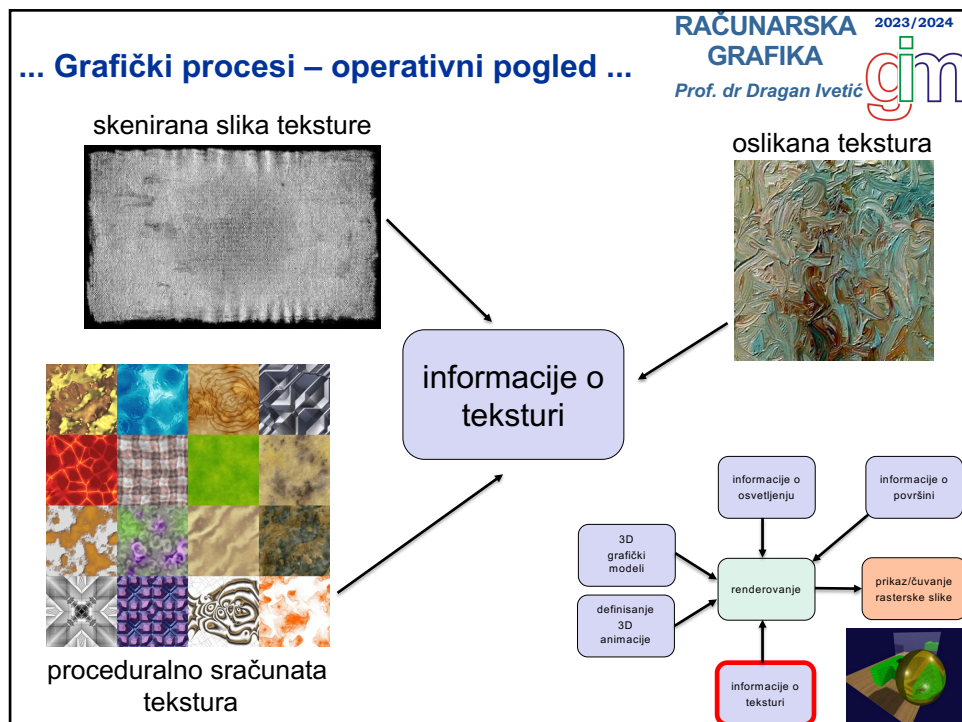 RAČUNARSKA
GRAFIKA
2023/2024
Prof. dr Dragan Ivetić
gim
... Grafički procesi – operativni pogled ...
skenirana slika teksture
oslikana tekstura
informacije o
teksturi
proceduralno sračunata
tekstura
informacije o
osvetljenju
informacije o
površini
3D
grafički
modeli
renderovanje
prikaz/čuvanje
rasterske slike
definisanje
3D
animacije
informacije o
teksturi